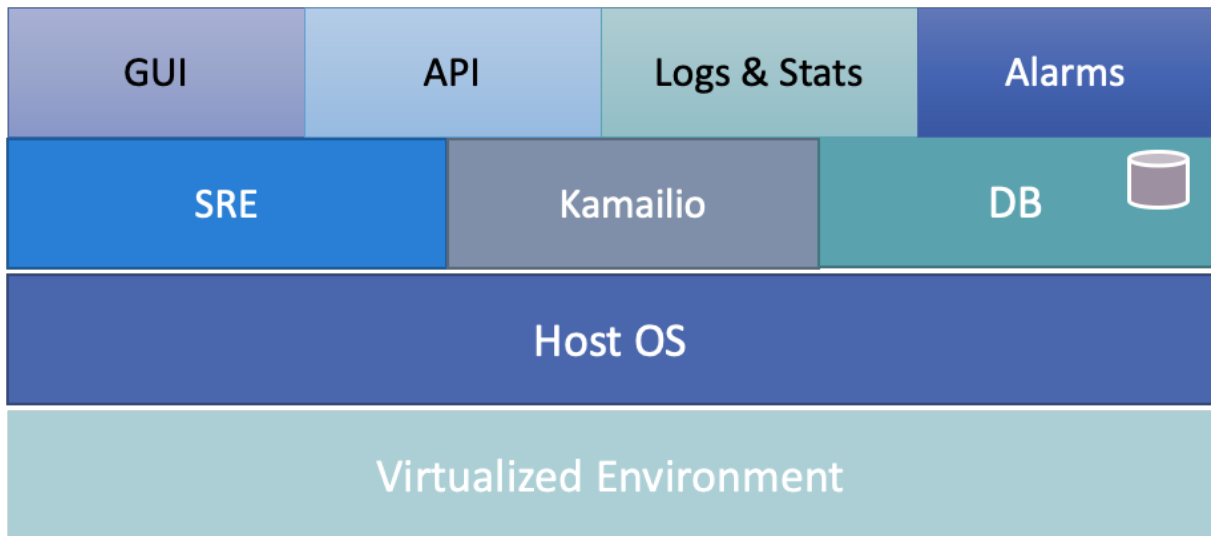 GUI
API
Logs & Stats
Alarms
SRE
Kamailio
DB
Host OS
Virtualized Environment